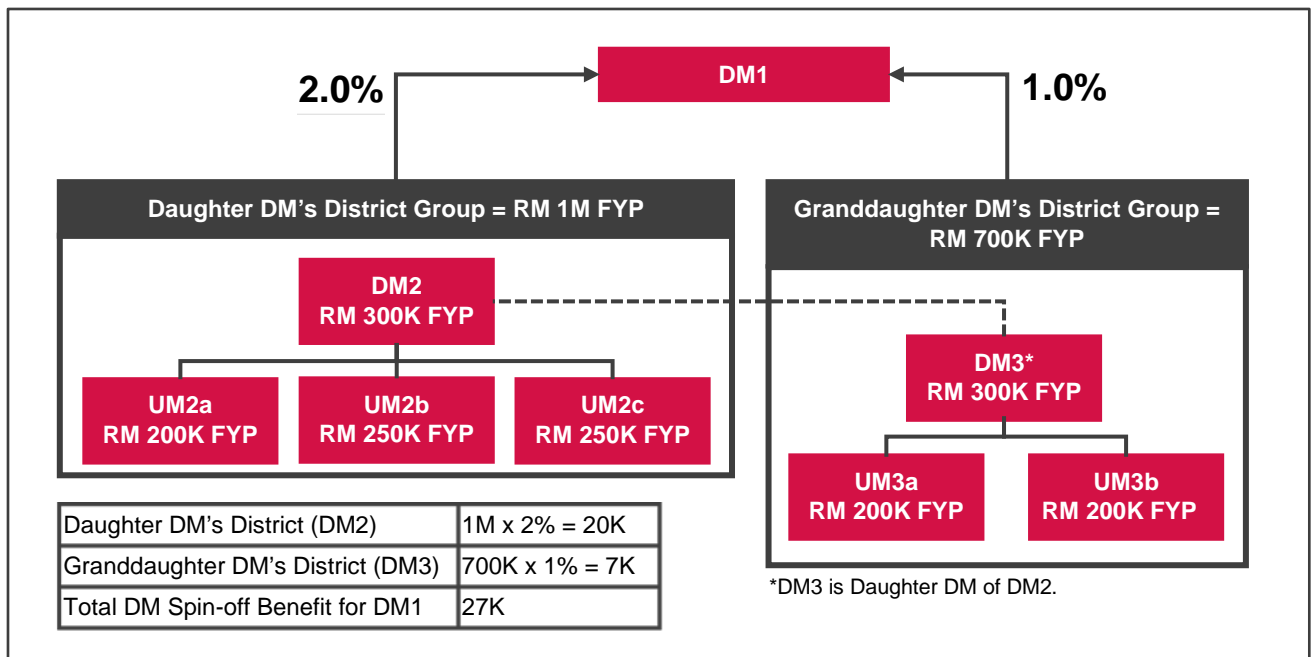 DM1
2.0%
1.0%
Daughter DM’s District Group = RM 1M FYP
DM2
RM 300K FYP
UM2a
RM 200K FYP
UM2b
RM 250K FYP
UM2c
RM 250K FYP
Granddaughter DM’s District Group =
RM 700K FYP
DM3*
RM 300K FYP
UM3a
RM 200K FYP
UM3b
RM 200K FYP
*DM3 is Daughter DM of DM2.
Daughter DM’s District (DM2) 1M x 2% = 20K
Granddaughter DM’s District (DM3) 700K x 1% = 7K
Total DM Spin-off Benefit for DM1 27K